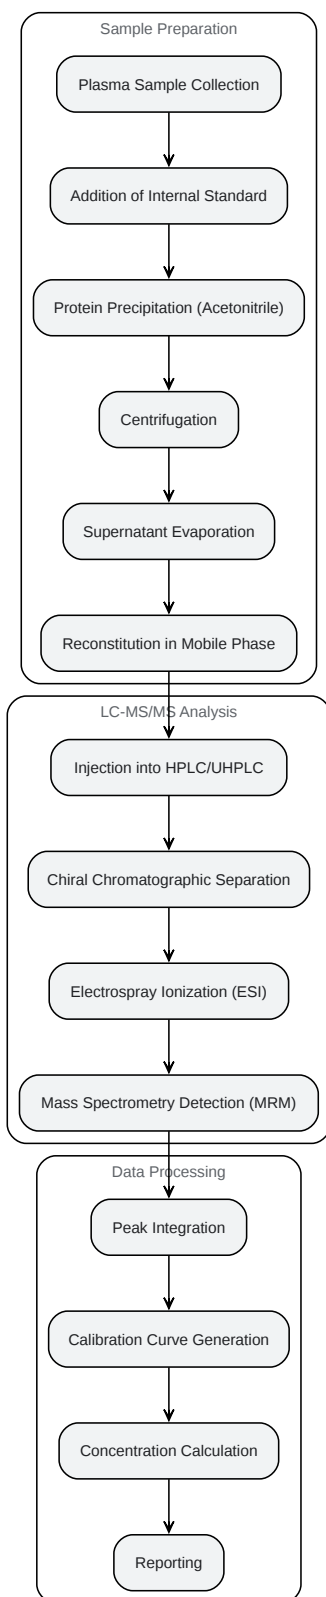 Sample Preparation
Plasma Sample Collection
Addition of Internal Standard
Protein Precipitation (Acetonitrile)
Centrifugation
Supernatant Evaporation
Reconstitution in Mobile Phase
LC-MS/MS Analysis
Injection into HPLC/UHPLC
Chiral Chromatographic Separation
Electrospray Ionization (ESI)
Mass Spectrometry Detection (MRM)
Data Processing
Peak Integration
Calibration Curve Generation
Concentration Calculation
Reporting